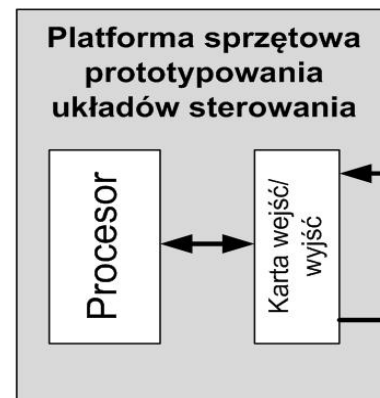 Platforma sprzętowa
prototypowania
układów sterowania
Procesor
Karta wejść/
wyjść